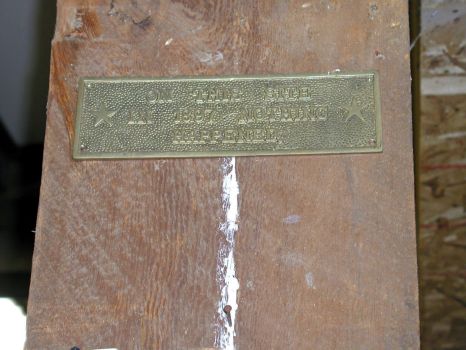 ON THIS SITE
IN 1897 NOTHING
HAPPENED.